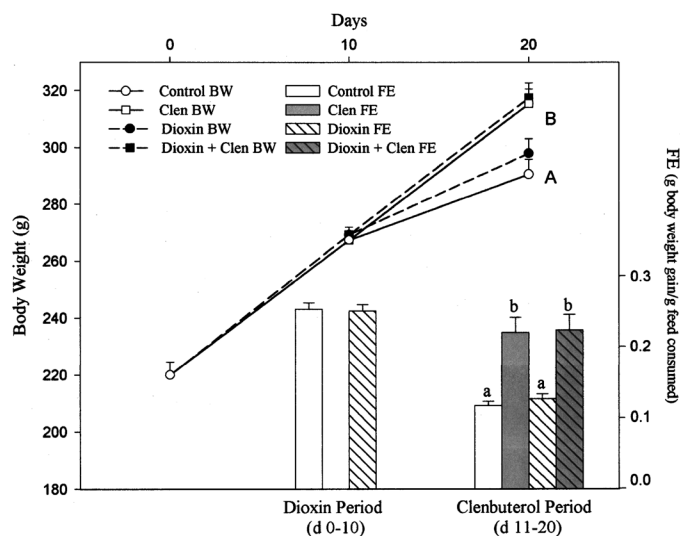 Days
0 10 20
320
300
280
260
240
220
200
180
Body Weight (g)
Control BW
Clen BW
Dioxin BW
Dioxin + Clen BW
Control FE
Clen FE
Dioxin FE
Dioxin + Clen FE
B
A
a b a b
0.3
0.2
0.1
0.0
FE (g body weight gain/g feed consumed)
Dioxin Period Clenbuterol Period
(d 0-10) (d 11-20)